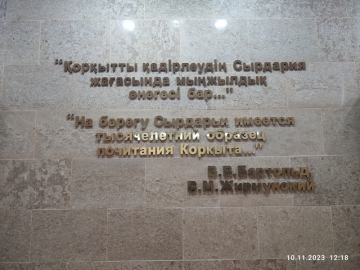 "Қорқытты қадірлеудің Сырдария
жағасында мыңжылдық
өнегесі бар..."
"На берегу Сырдарьи имеется
тысячелетний образец
почитания Коркыта..."
В.В.Бартольд,
В.М.Жирмунский
10.11.2023 12:18